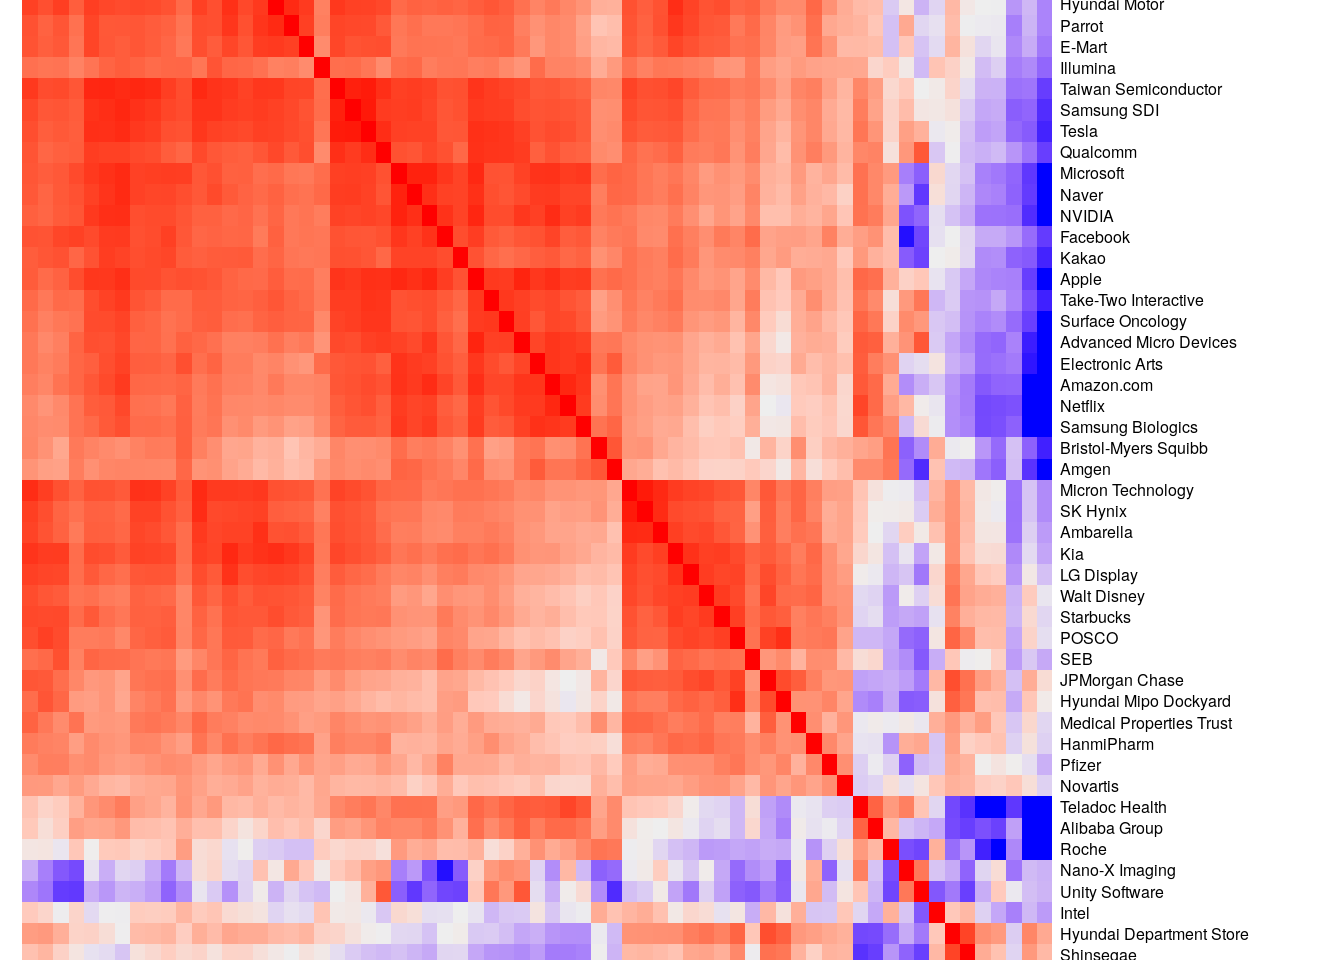 Hyundai Motor
Parrot
E-Mart
Illumina
Taiwan Semiconductor
Samsung SDI
Tesla
Qualcomm
Microsoft
Naver
NVIDIA
Facebook
Kakao
Apple
Take-Two Interactive
Surface Oncology
Advanced Micro Devices
Electronic Arts
Amazon.com
Netflix
Samsung Biologics
Bristol-Myers Squibb
Amgen
Micron Technology
SK Hynix
Ambarella
Kia
LG Display
Walt Disney
Starbucks
POSCO
SEB
JPMorgan Chase
Hyundai Mipo Dockyard
Medical Properties Trust
HanmiPharm
Pfizer
Novartis
Teladoc Health
Alibaba Group
Roche
Nano-X Imaging
Unity Software
Intel
Hyundai Department Store
Shinsegae